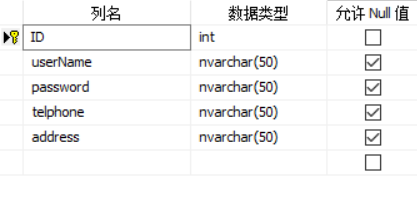 列名 数据类型 允许 Null 值
ID int
userName nvarchar(50)
password nvarchar(50)
telphone nvarchar(50)
address nvarchar(50)